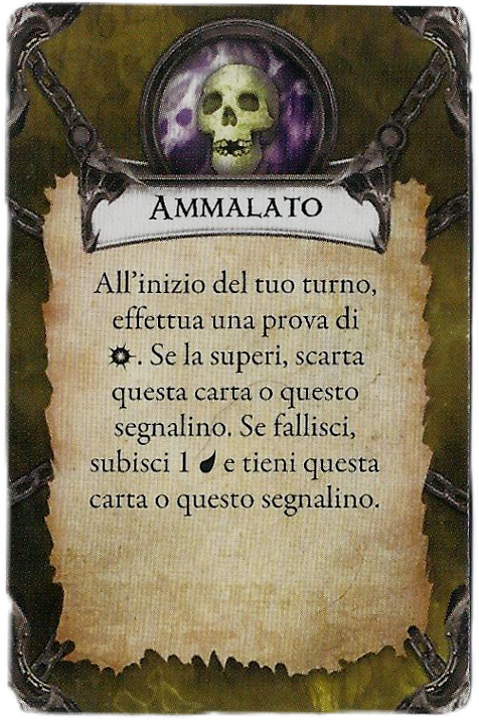 AMMALATO
All'inizio del tuo turno,
effettua una prova di
. Se la superi, scarta
questa carta o questo
segnalino. Se fallisci,
subisci 1 e tieni questa
carta o questo segnalino.